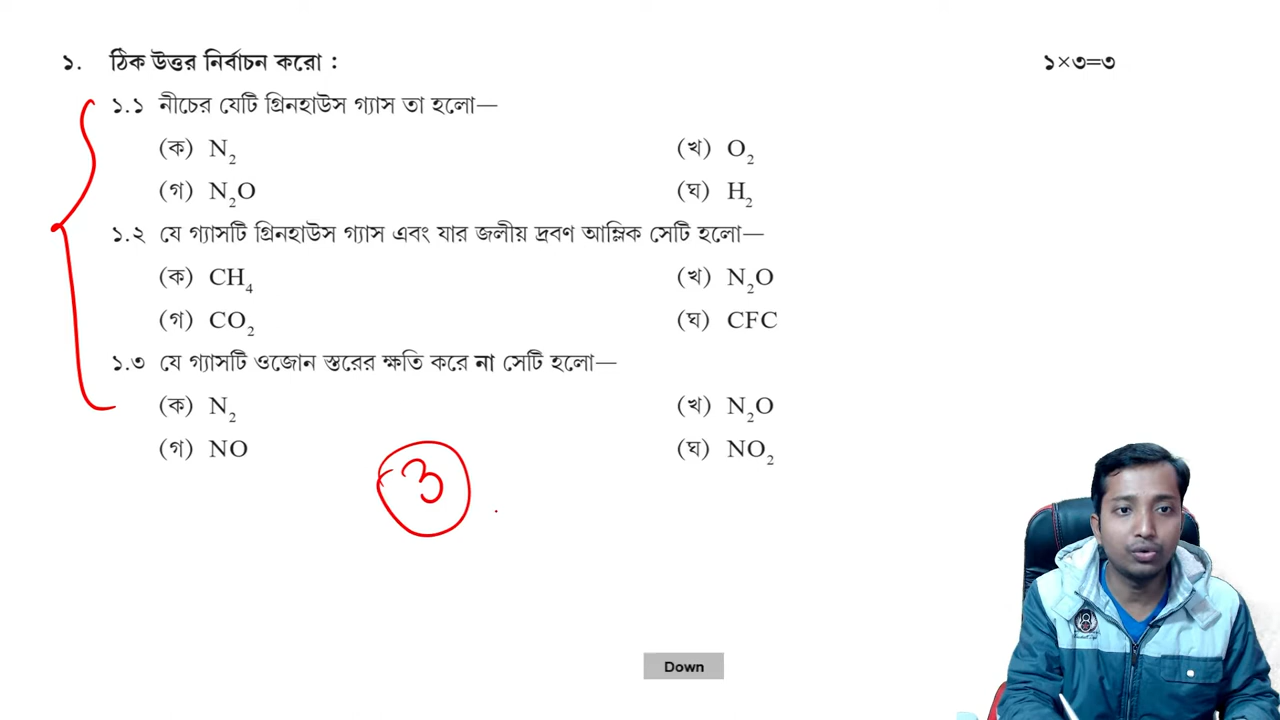 ১. ঠিক উত্তর নির্বাচন করো : ১×৩=৩
১.১ নীচের যেটি গ্রিনহাউস গ্যাস তা হলো—
(ক) N₂ (খ) O₂
(গ) N₂O (ঘ) H₂
১.২ যে গ্যাসটি গ্রিনহাউস গ্যাস এবং যার জলীয় দ্রবণ আম্লিক সেটি হলো—
(ক) CH₄ (খ) N₂O
(গ) CO₂ (ঘ) CFC
১.৩ যে গ্যাসটি ওজোন স্তরের ক্ষতি করে না সেটি হলো—
(ক) N₂ (খ) N₂O
(গ) NO (ঘ) NO₂
3
Down